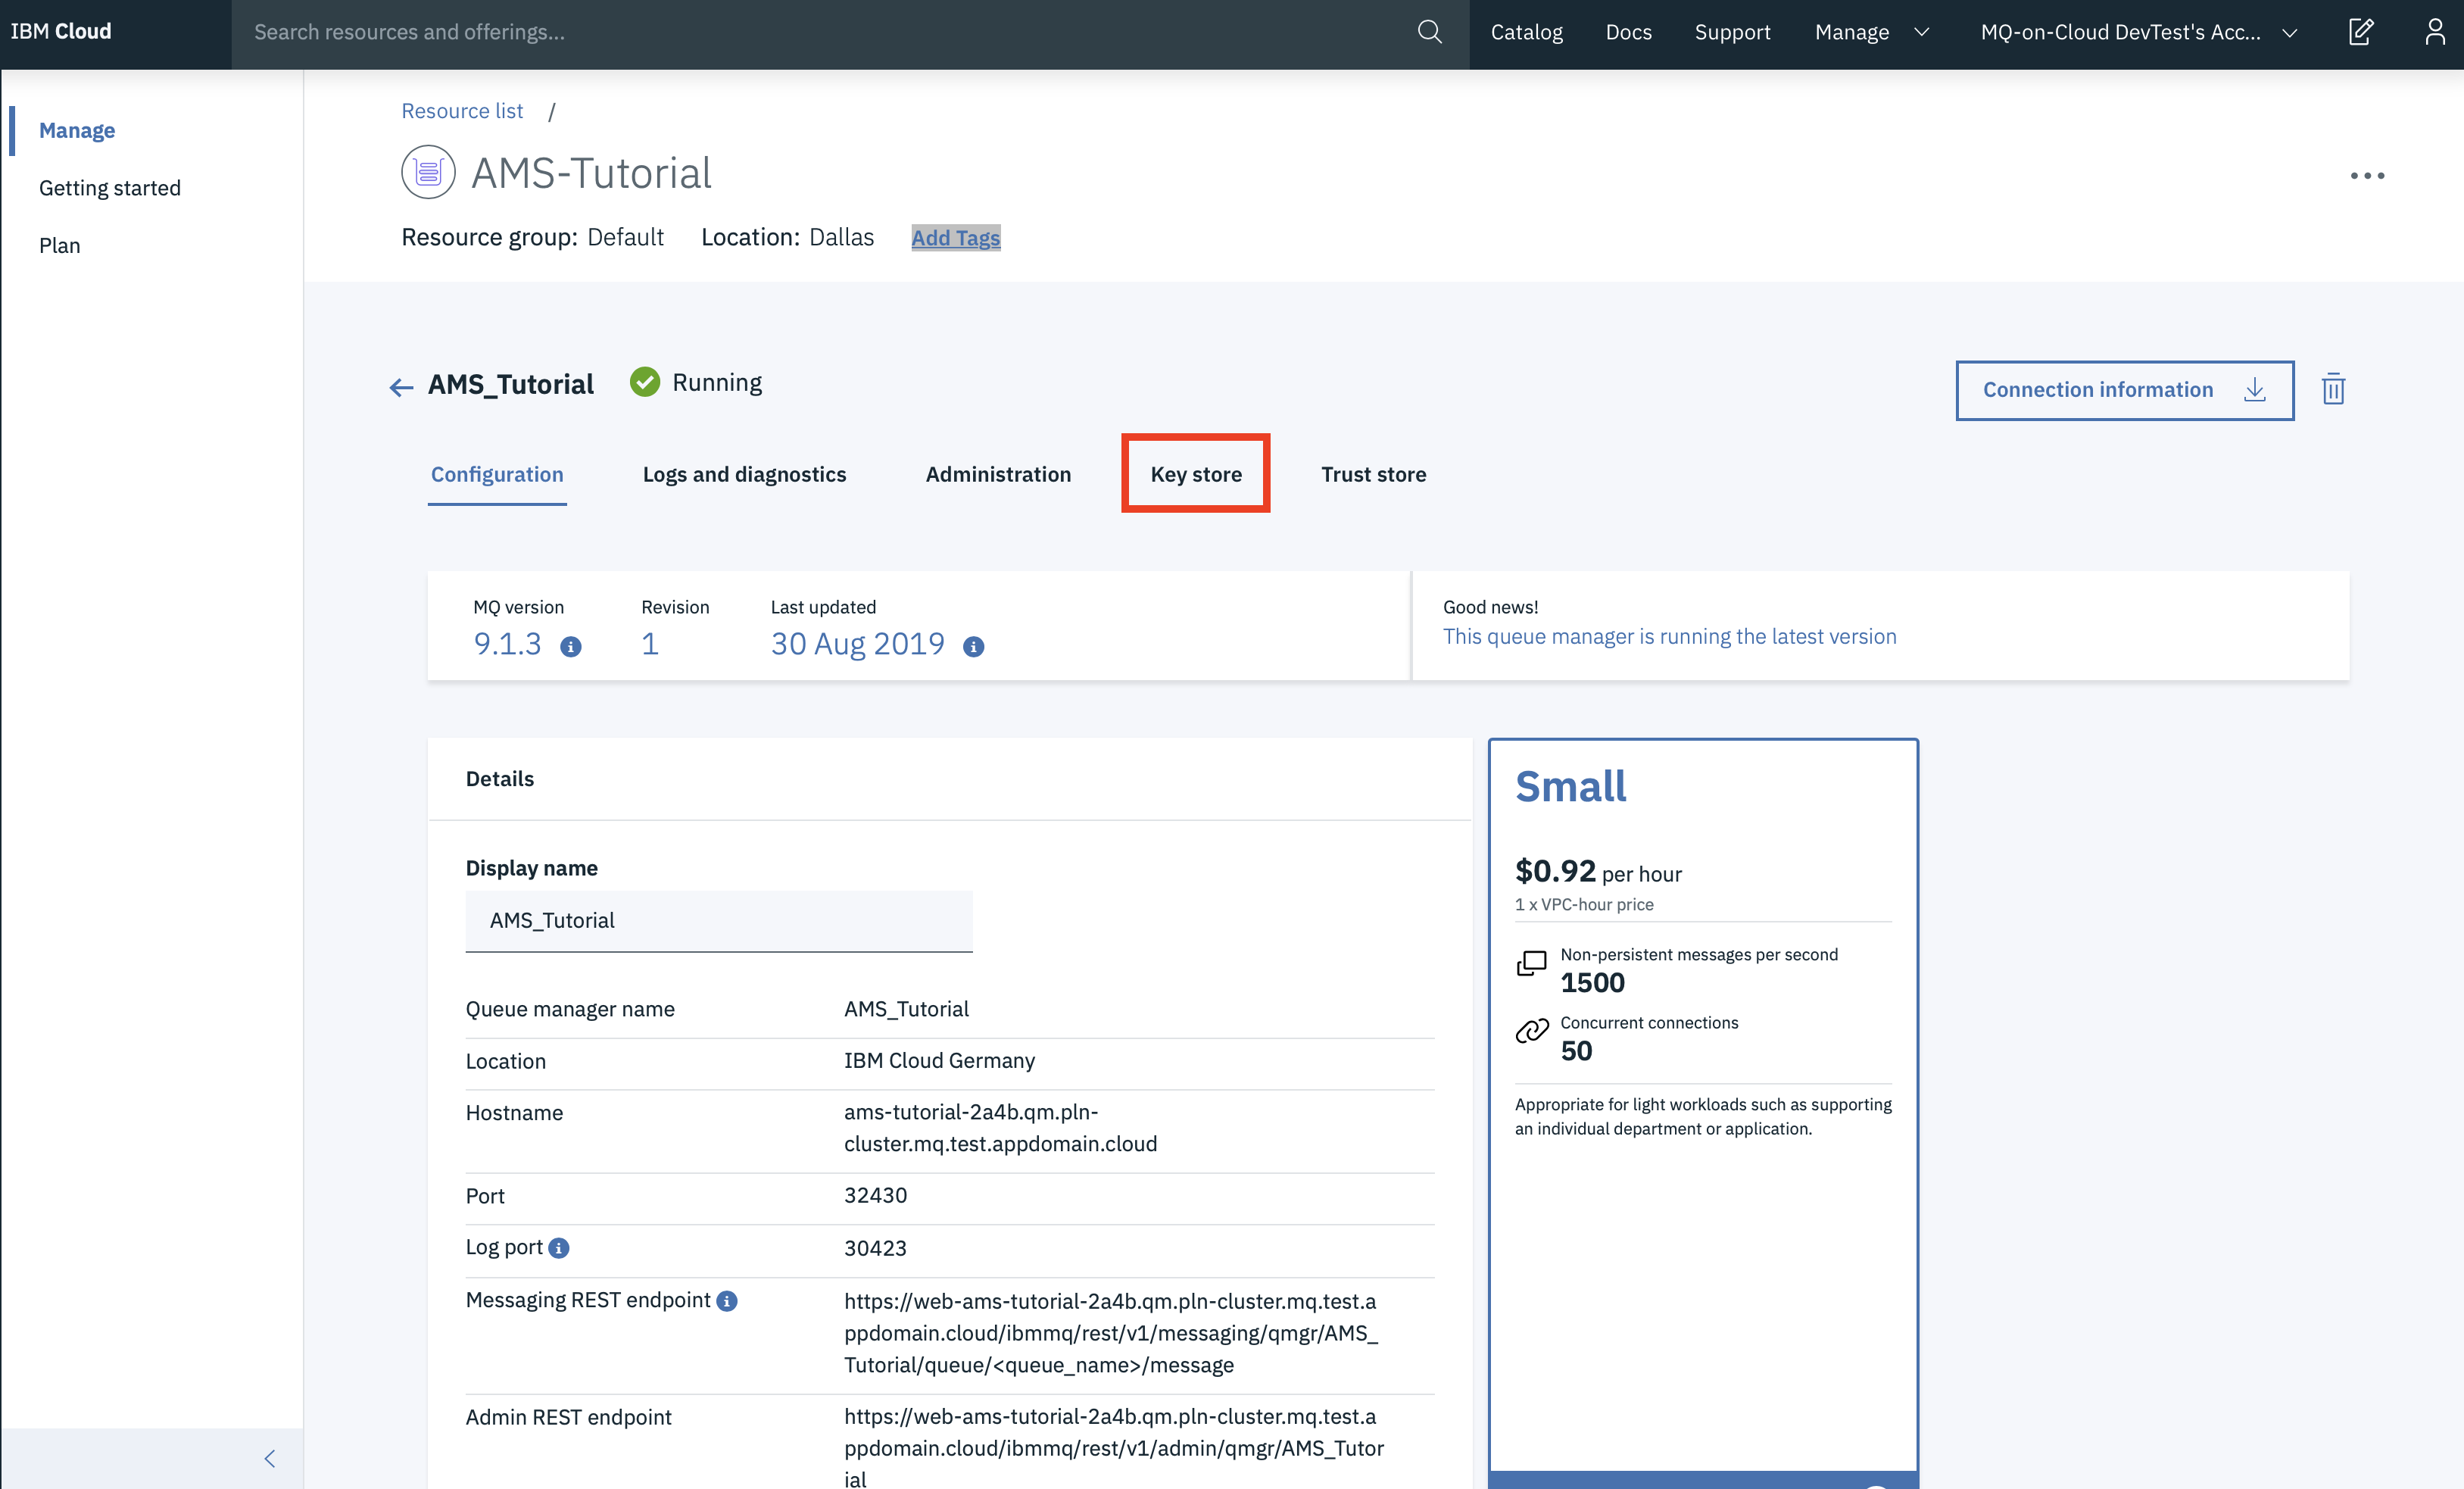 IBM Cloud
Search resources and offerings...
Catalog
Docs
Support
Manage
MQ-on-Cloud DevTest's Acc...
Manage
Getting started
Plan
Resource list /
AMS-Tutorial
Resource group: Default Location: Dallas Add Tags
AMS_Tutorial Running
Connection information
Configuration
Logs and diagnostics
Administration
Key store
Trust store
MQ version
9.1.3
Revision
1
Last updated
30 Aug 2019
Good news!
This queue manager is running the latest version
Details
Display name
AMS_Tutorial
Queue manager name AMS_Tutorial
Location IBM Cloud Germany
Hostname ams-tutorial-2a4b.qm.pln-
cluster.mq.test.appdomain.cloud
Port 32430
Log port 30423
Messaging REST endpoint https://web-ams-tutorial-2a4b.qm.pln-cluster.mq.test.a
ppdomain.cloud/ibmmq/rest/v1/messaging/qmgr/AMS_
Tutorial/queue/<queue_name>/message
Admin REST endpoint https://web-ams-tutorial-2a4b.qm.pln-cluster.mq.test.a
ppdomain.cloud/ibmmq/rest/v1/admin/qmgr/AMS_Tutor
ial
Small
$0.92 per hour
1 x VPC-hour price
Non-persistent messages per second
1500
Concurrent connections
50
Appropriate for light workloads such as supporting
an individual department or application.